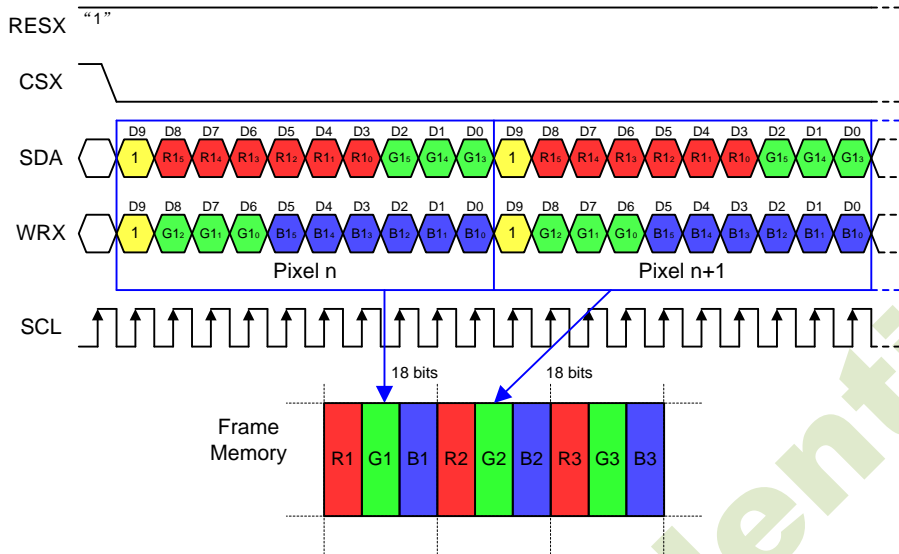 RESX "1"
CSX
D9 D8 D7 D6 D5 D4 D3 D2 D1 D0 D9 D8 D7 D6 D5 D4 D3 D2 D1 D0
SDA 1 R15 R14 R13 R12 R11 R10 G15 G14 G13 1 R15 R14 R13 R12 R11 R10 G15 G14 G13
D9 D8 D7 D6 D5 D4 D3 D2 D1 D0 D9 D8 D7 D6 D5 D4 D3 D2 D1 D0
WRX 1 G12 G11 G10 B15 B14 B13 B12 B11 B10 1 G12 G11 G10 B15 B14 B13 B12 B11 B10
Pixel n Pixel n+1
SCL
18 bits 18 bits
Frame
Memory
R1 G1 B1 R2 G2 B2 R3 G3 B3